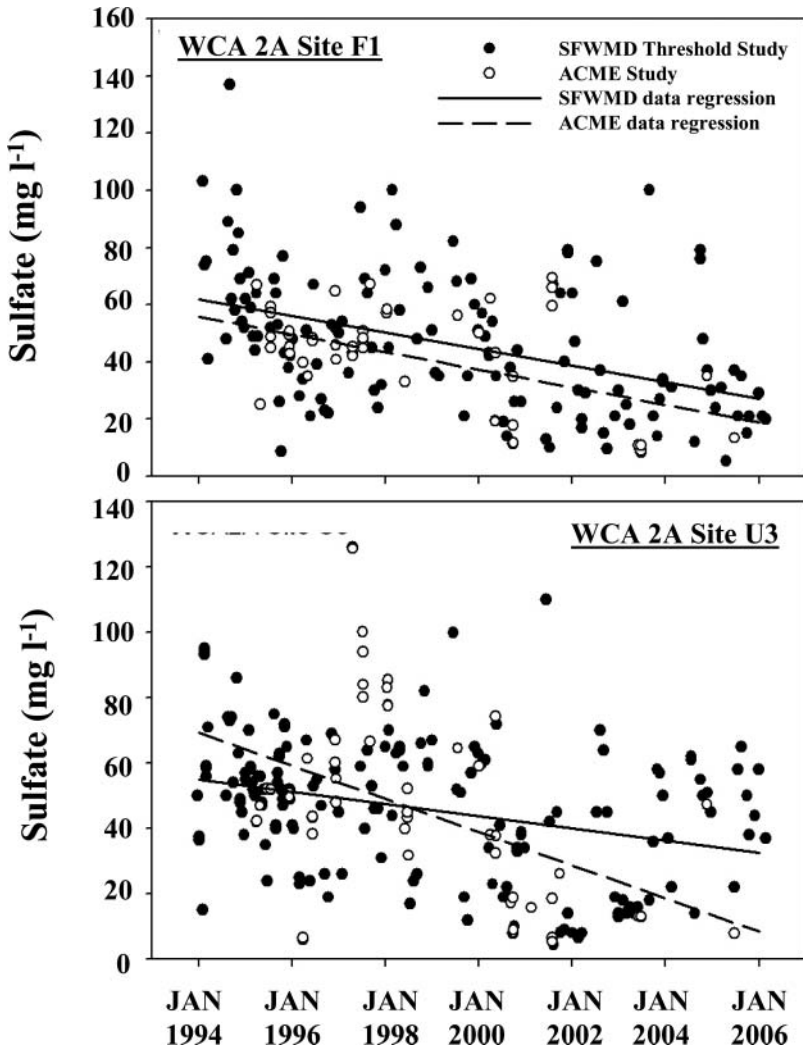 160
WCA 2A Site F1
SFWMD Threshold Study
ACME Study
SFWMD data regression
ACME data regression
140
120
100
80
60
40
20
0
Sulfate (mg l-1)
140
WCA 2A Site U3
120
100
80
60
40
20
0
Sulfate (mg l-1)
JAN JAN JAN JAN JAN JAN JAN
1994 1996 1998 2000 2002 2004 2006